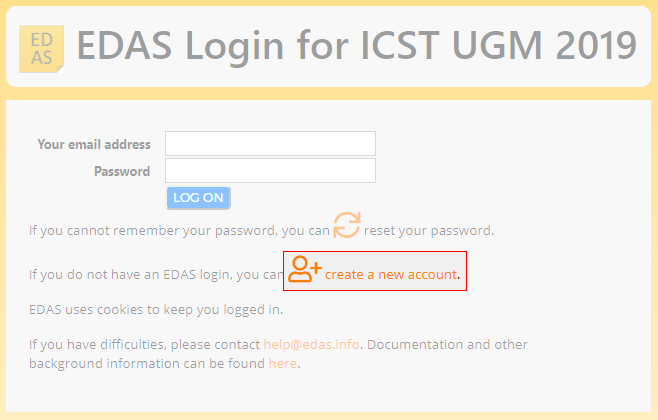 ED
AS
EDAS Login for ICST UGM 2019
Your email address
Password
LOG ON
If you cannot remember your password, you can reset your password.
If you do not have an EDAS login, you can create a new account.
EDAS uses cookies to keep you logged in.
If you have difficulties, please contact help@edas.info. Documentation and other
background information can be found here.